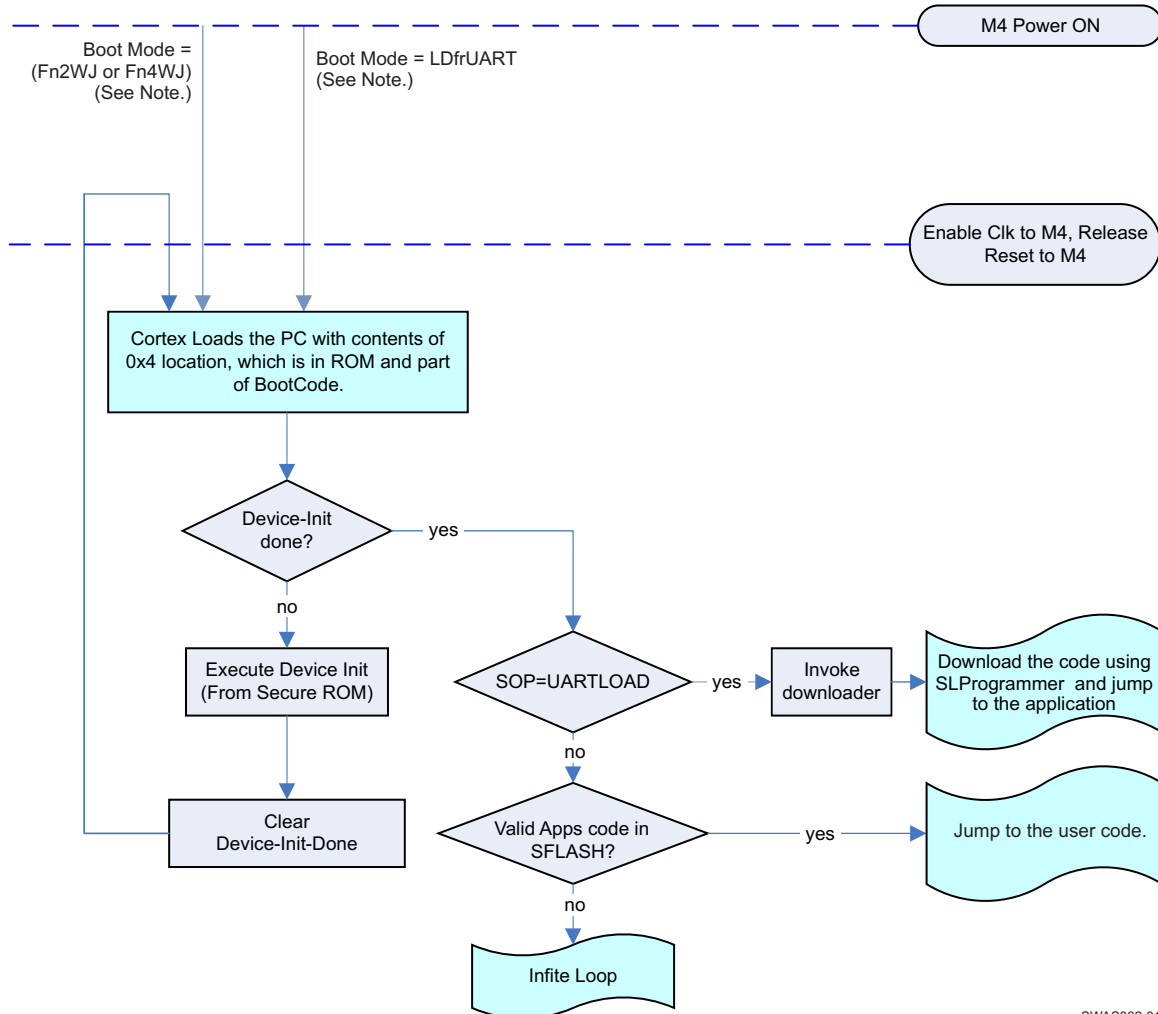 M4 Power ON
Boot Mode =
(Fn2WJ or Fn4WJ)
(See Note.)
Boot Mode = LDfrUART
(See Note.)
Enable Clk to M4, Release
Reset to M4
Cortex Loads the PC with contents of
0x4 location, which is in ROM and part
of BootCode.
Device-Init
done?
yes
no
Execute Device Init
(From Secure ROM)
SOP=UARTLOAD
yes
Invoke
downloader
Download the code using
SLProgrammer and jump
to the application
no
Clear
Device-Init-Done
Valid Apps code in
SFLASH?
yes
Jump to the user code.
no
Infite Loop